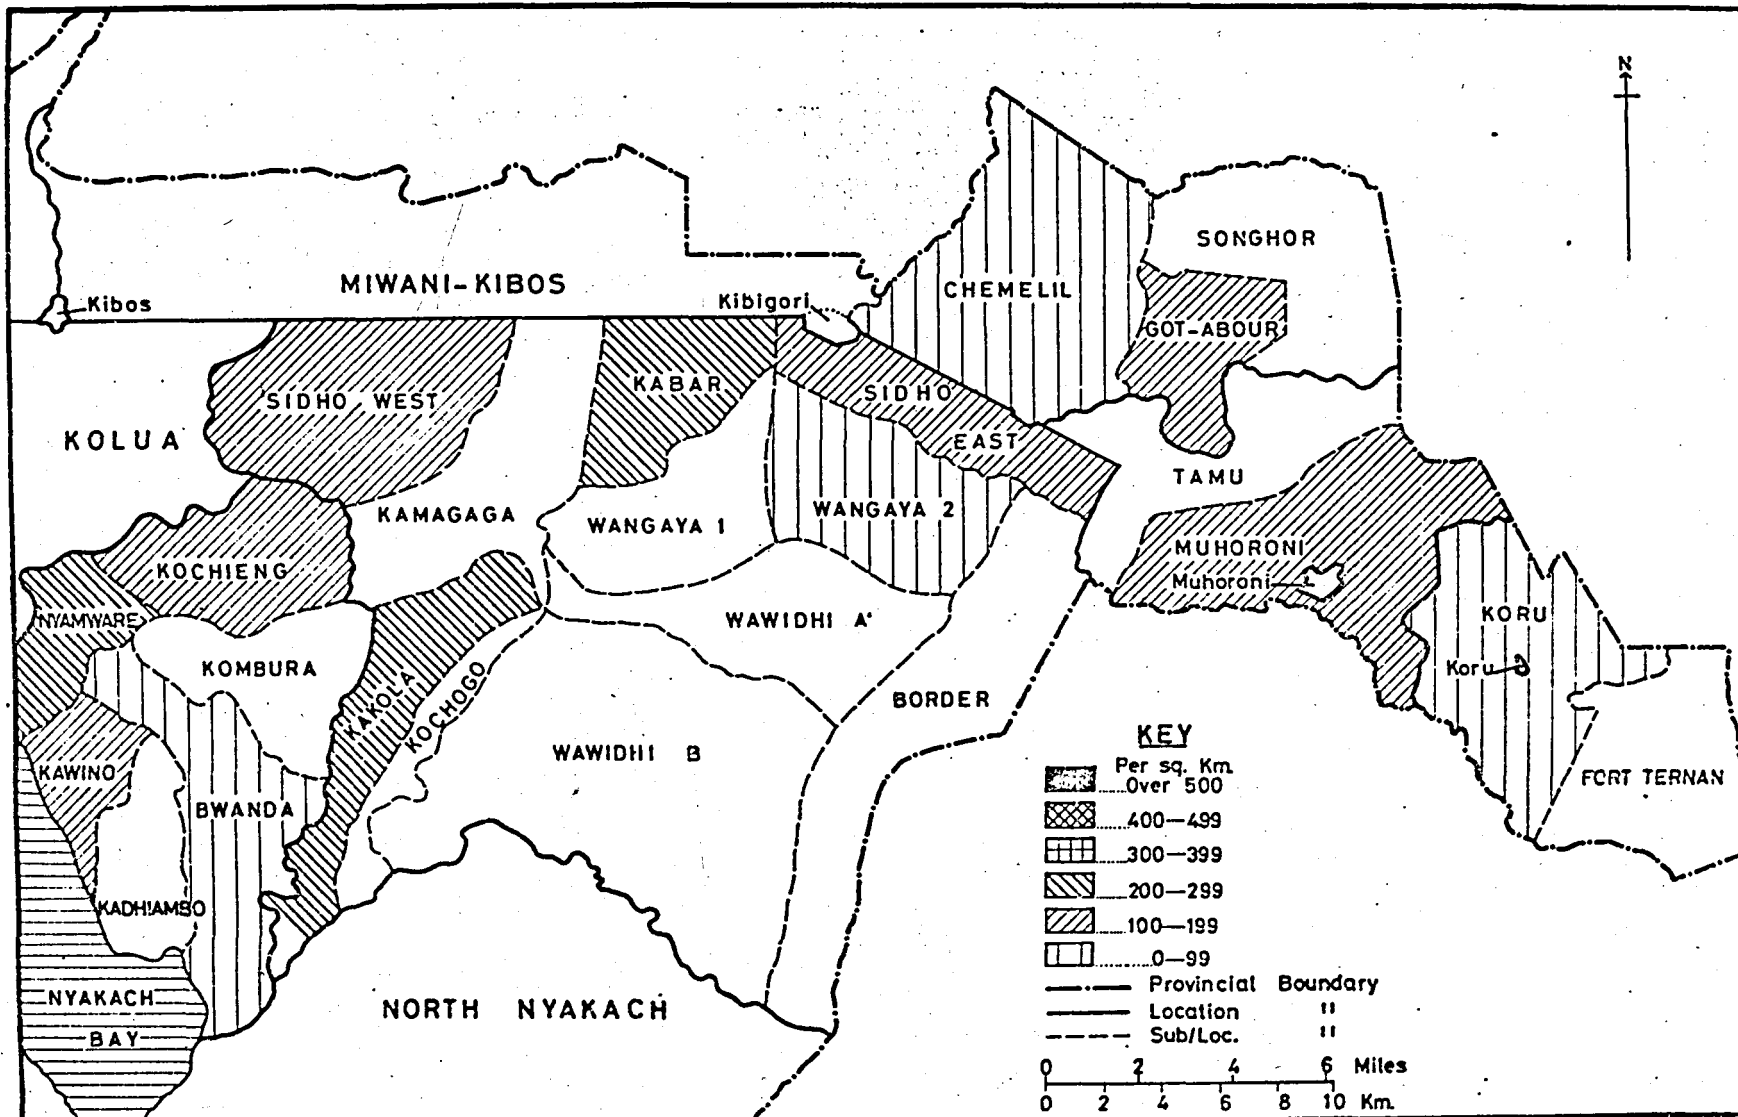 N
SONGHOR
MIWANI-KIBOS
CHEMELIL
Kibos
Kibigori
GOT-ABOUR
KABAR
SIDHO WEST
SIDHO
EAST
KOLUA
TAMU
KAMAGAGA
WANGAYA 1
WANGAYA 2
MUHORONI
Muhoroni
KOCHIENG
NYAMWARE
WAWIDHI A
KORU
Koru
KOMBURA
KAKOLA
KOCHOGO
BORDER
WAWIDHI B
KAWINO
BWANDA
FORT TERNAN
KADHIAMBO
NYAKACH
BAY
NORTH NYAKACH
KEY
Per sq. Km.
Over 500
400—499
300—399
200—299
100—199
0—99
Provincial Boundary
Location "
Sub/Loc. "
0 2 4 6 Miles
0 2 4 6 8 10 Km.